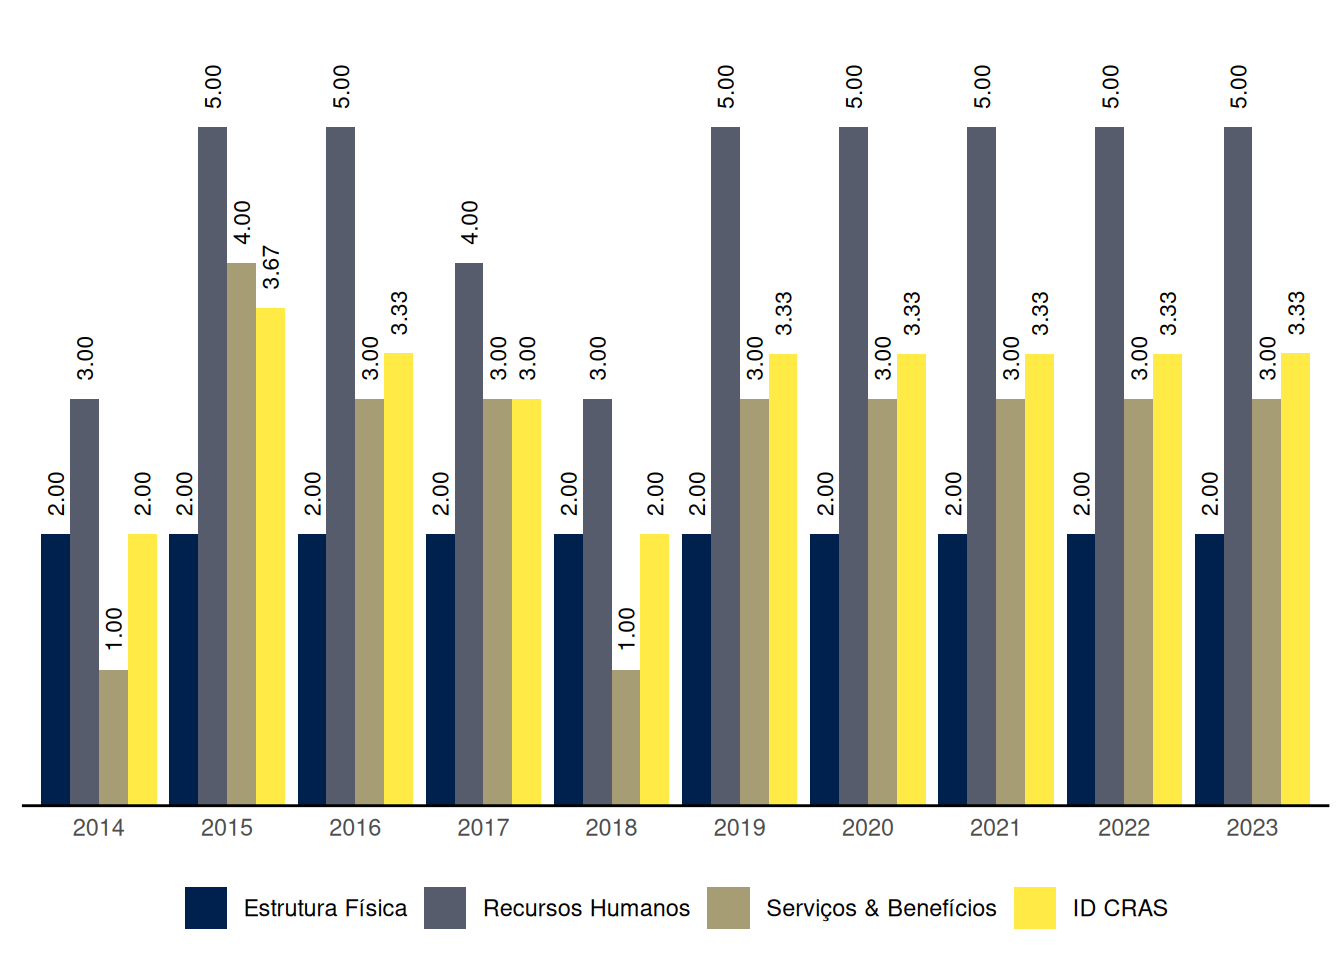 5.00 5.00 5.00 5.00 5.00 5.00 5.00
4.00 4.00
3.67
3.33 3.33 3.33 3.33 3.33 3.33
3.00 3.00 3.00 3.00 3.00 3.00 3.00 3.00 3.00 3.00
2.00 2.00 2.00 2.00 2.00 2.00 2.00 2.00 2.00 2.00 2.00 2.00
1.00 1.00
2014 2015 2016 2017 2018 2019 2020 2021 2022 2023
Estrutura Física Recursos Humanos Serviços & Benefícios ID CRAS